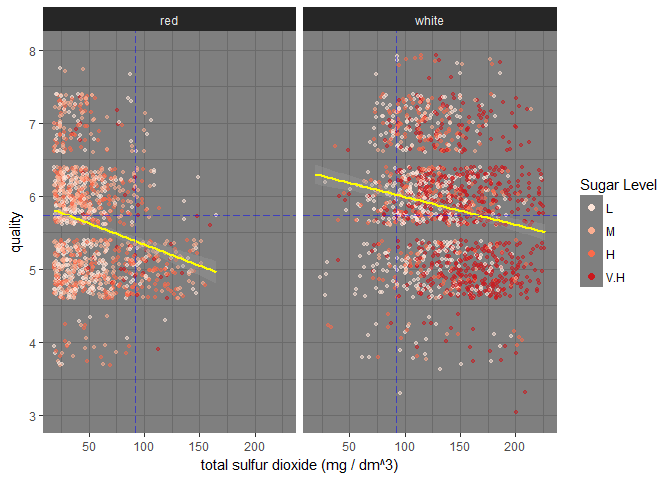 red white
8
7
6
5
4
3
quality
50 100 150 200 50 100 150 200
total sulfur dioxide (mg / dm^3)
Sugar Level
L
M
H
V.H